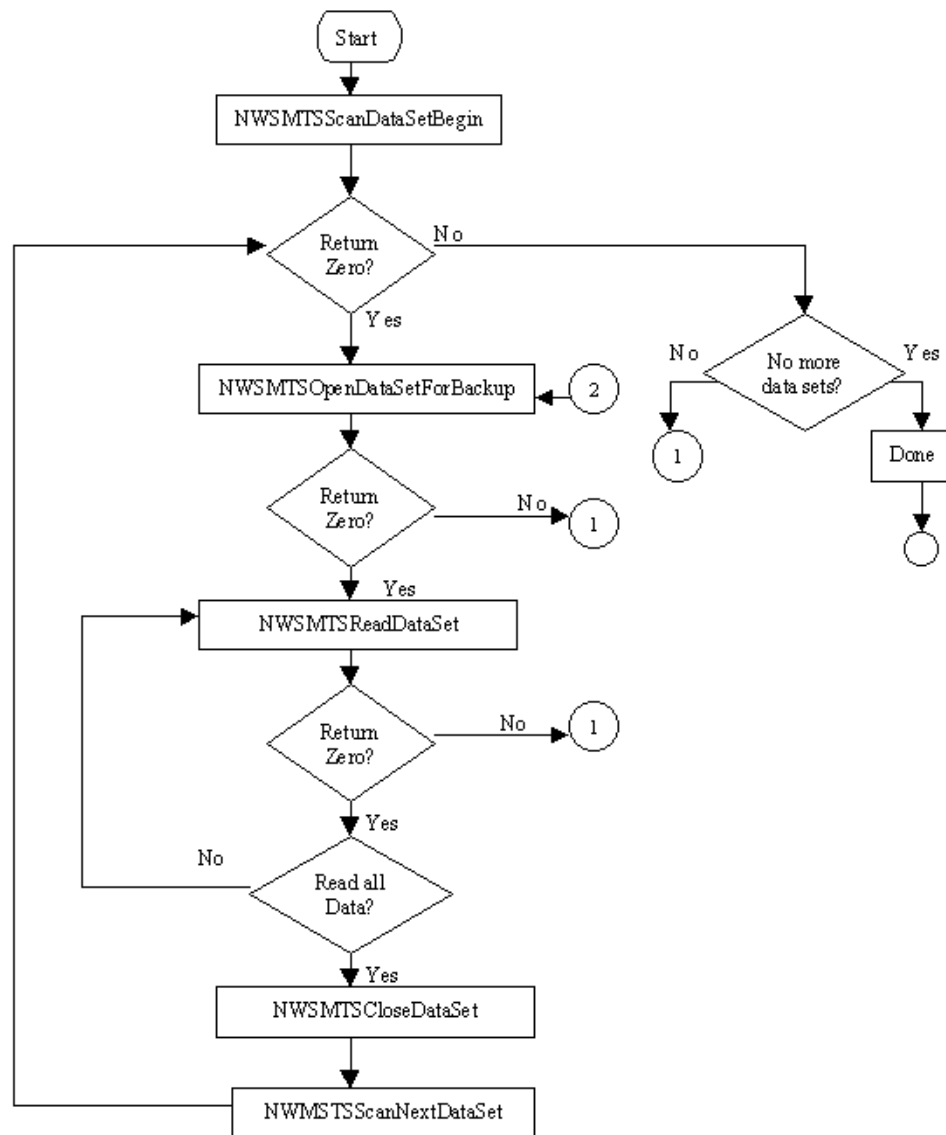 Start
NWSMTSScanDataSetBegin
Return
Zero?
No
Yes
No more
data sets?
No
Yes
NWSMTSOpenDataSetForBackup
2
1
Done
Return
Zero?
No
1
Yes
NWSMTSReadDataSet
Return
Zero?
No
1
Yes
No
Read all
Data?
Yes
NWSMTSCloseDataSet
NWMSTSScanNextDataSet